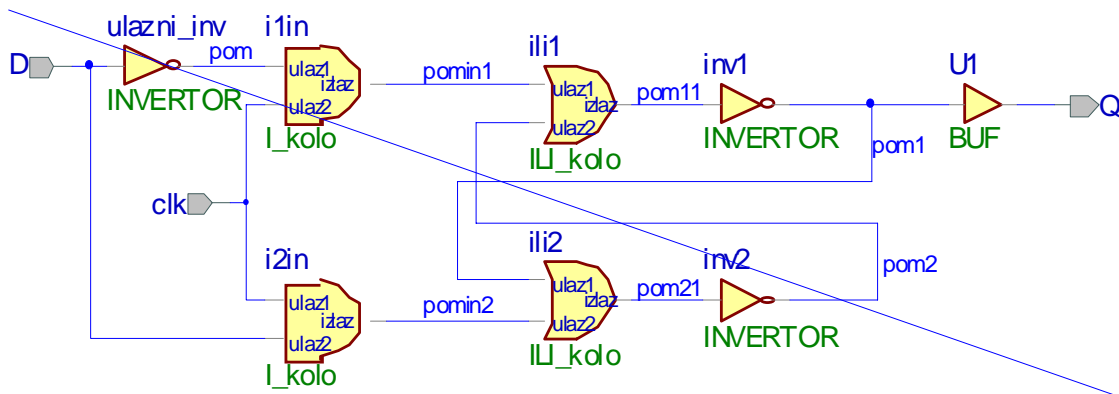 ulazni_inv
i1in
ili1
inv1
U1
D
pom
ulaz1
izlaz
ulaz2
pomin1
ulaz1
izlaz
ulaz2
pom11
Q
INVERTOR
I_kolo
ILI_kolo
INVERTOR
BUF
pom1
clk
i2in
ili2
inv2
pom2
ulaz1
izlaz
ulaz2
pomin2
ulaz1
izlaz
ulaz2
pom21
I_kolo
ILI_kolo
INVERTOR